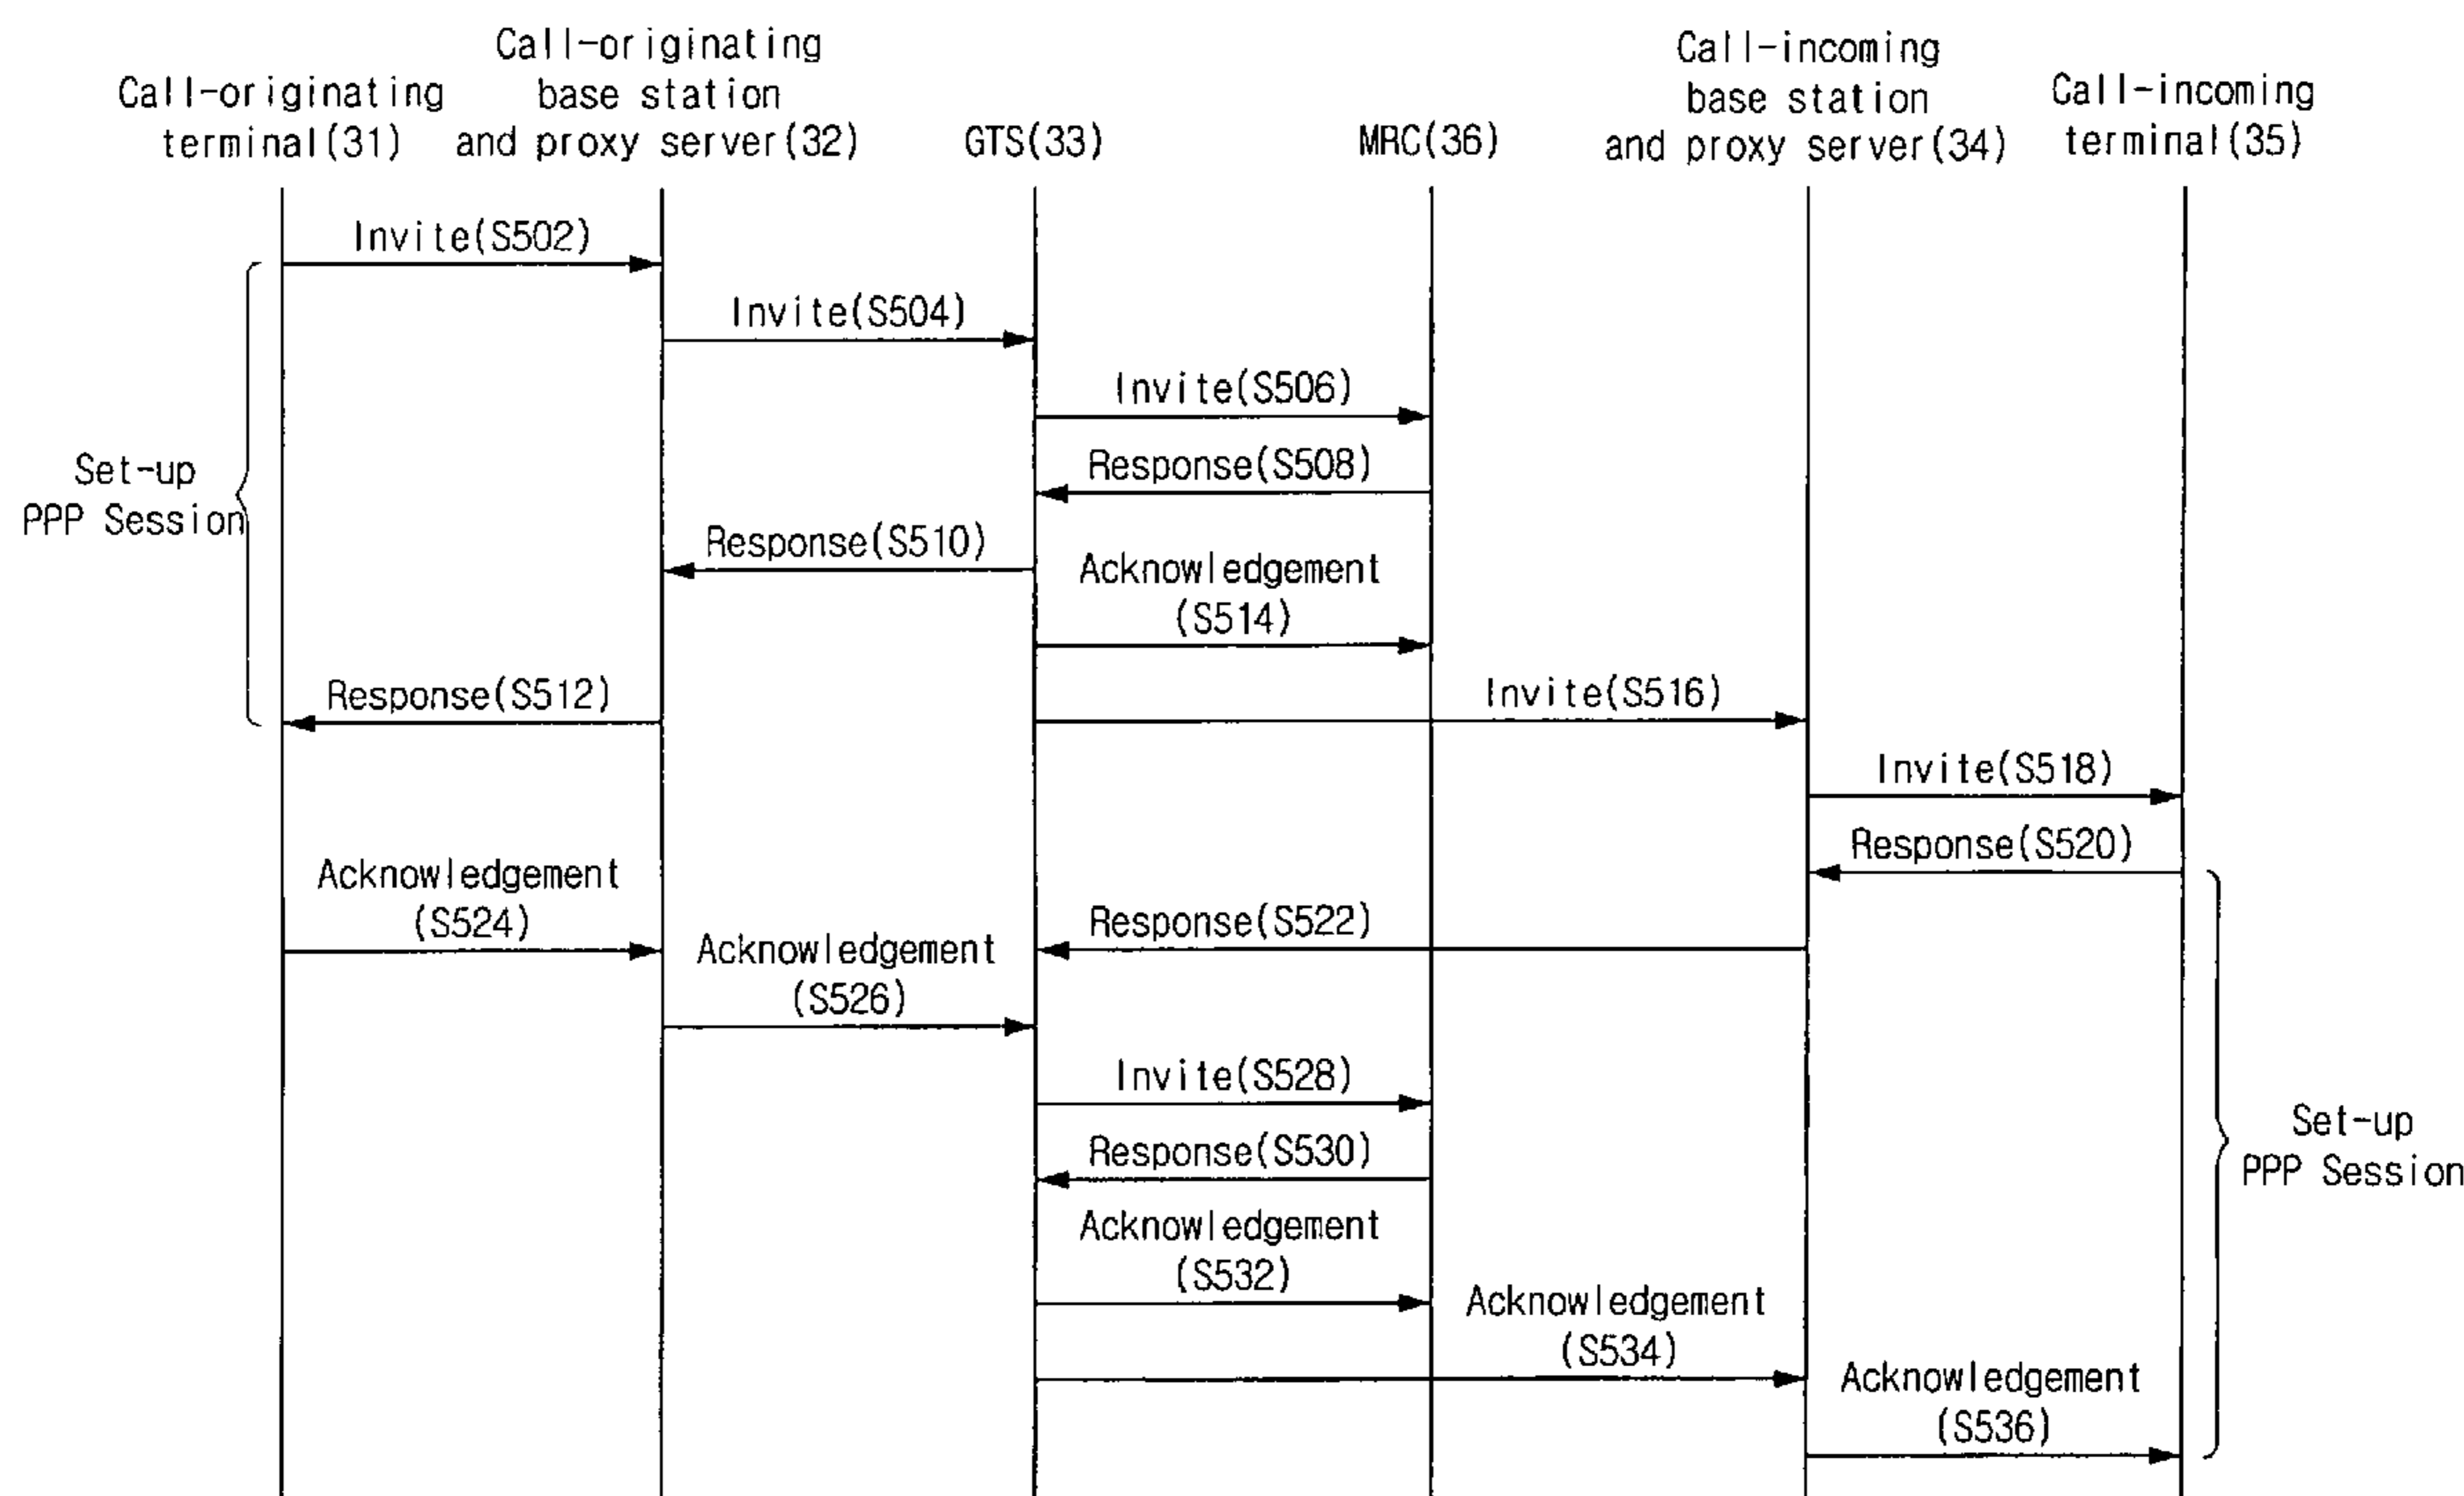 Call-originating
terminal(31)
Call-originating
base station
and proxy server(32)
GTS(33)
MRC(36)
Call-incoming
base station
and proxy server(34)
Call-incoming
terminal(35)
Invite(S502)
Invite(S504)
Invite(S506)
Response(S508)
Set-up
PPP Session
Response(S510)
Acknowledgement
(S514)
Response(S512)
Invite(S516)
Invite(S518)
Response(S520)
Acknowledgement
(S524)
Response(S522)
Acknowledgement
(S526)
Invite(S528)
Set-up
PPP Session
Response(S530)
Acknowledgement
(S532)
Acknowledgement
(S534)
Acknowledgement
(S536)